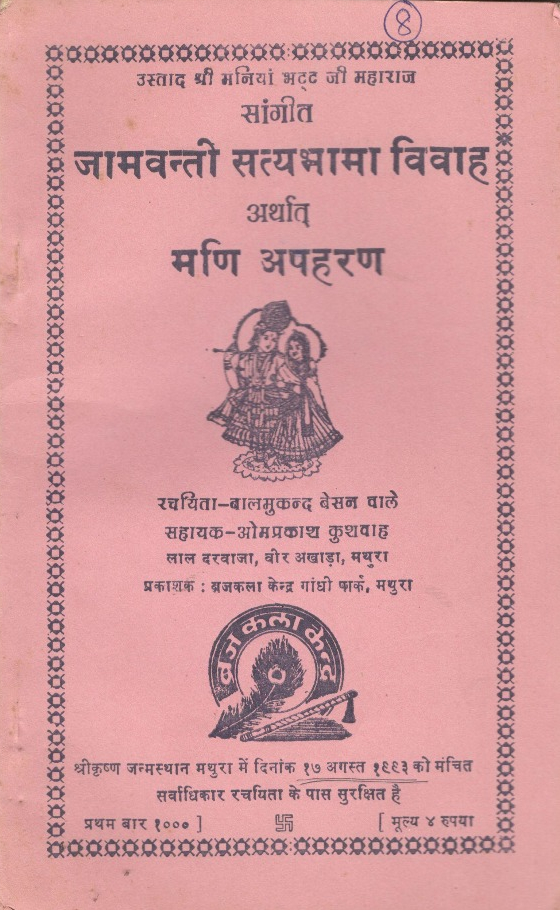 8
उस्ताद श्री मनियां भट्ट जी महाराज
सांगीत
जामवन्ती सत्यभामा विवाह
अर्थात्
मणि अपहरण
रचयिता-बालमुकन्द बेसन वाले
सहायक-ओमप्रकाश कुशवाह
लाल दरवाजा, वीर अखाड़ा, मथुरा
प्रकाशक : ब्रजकला केन्द्र गांधी पार्क, मथुरा
ब्रज कला केन्द्र
श्रीकृष्ण जन्मस्थान मथुरा में दिनांक १७ अगस्त १९९३ को मंचित
सर्वाधिकार रचयिता के पास सुरक्षित है
प्रथम बार १००० ] 卐 [ मूल्य ४ रुपया